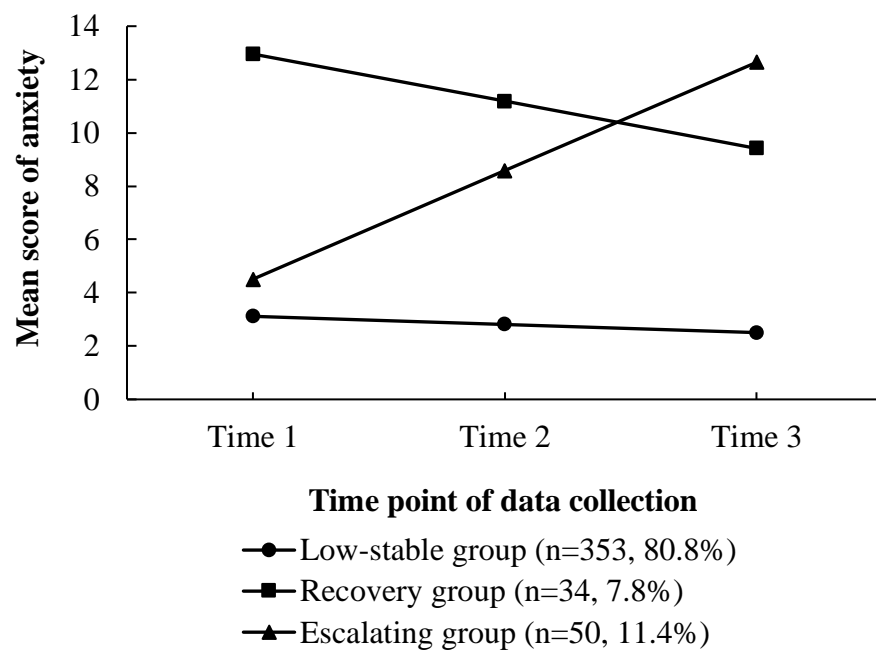 Mean score of anxiety
14
12
10
8
6
4
2
0
Time 1 Time 2 Time 3
Time point of data collection
Low-stable group (n=353, 80.8%)
Recovery group (n=34, 7.8%)
Escalating group (n=50, 11.4%)